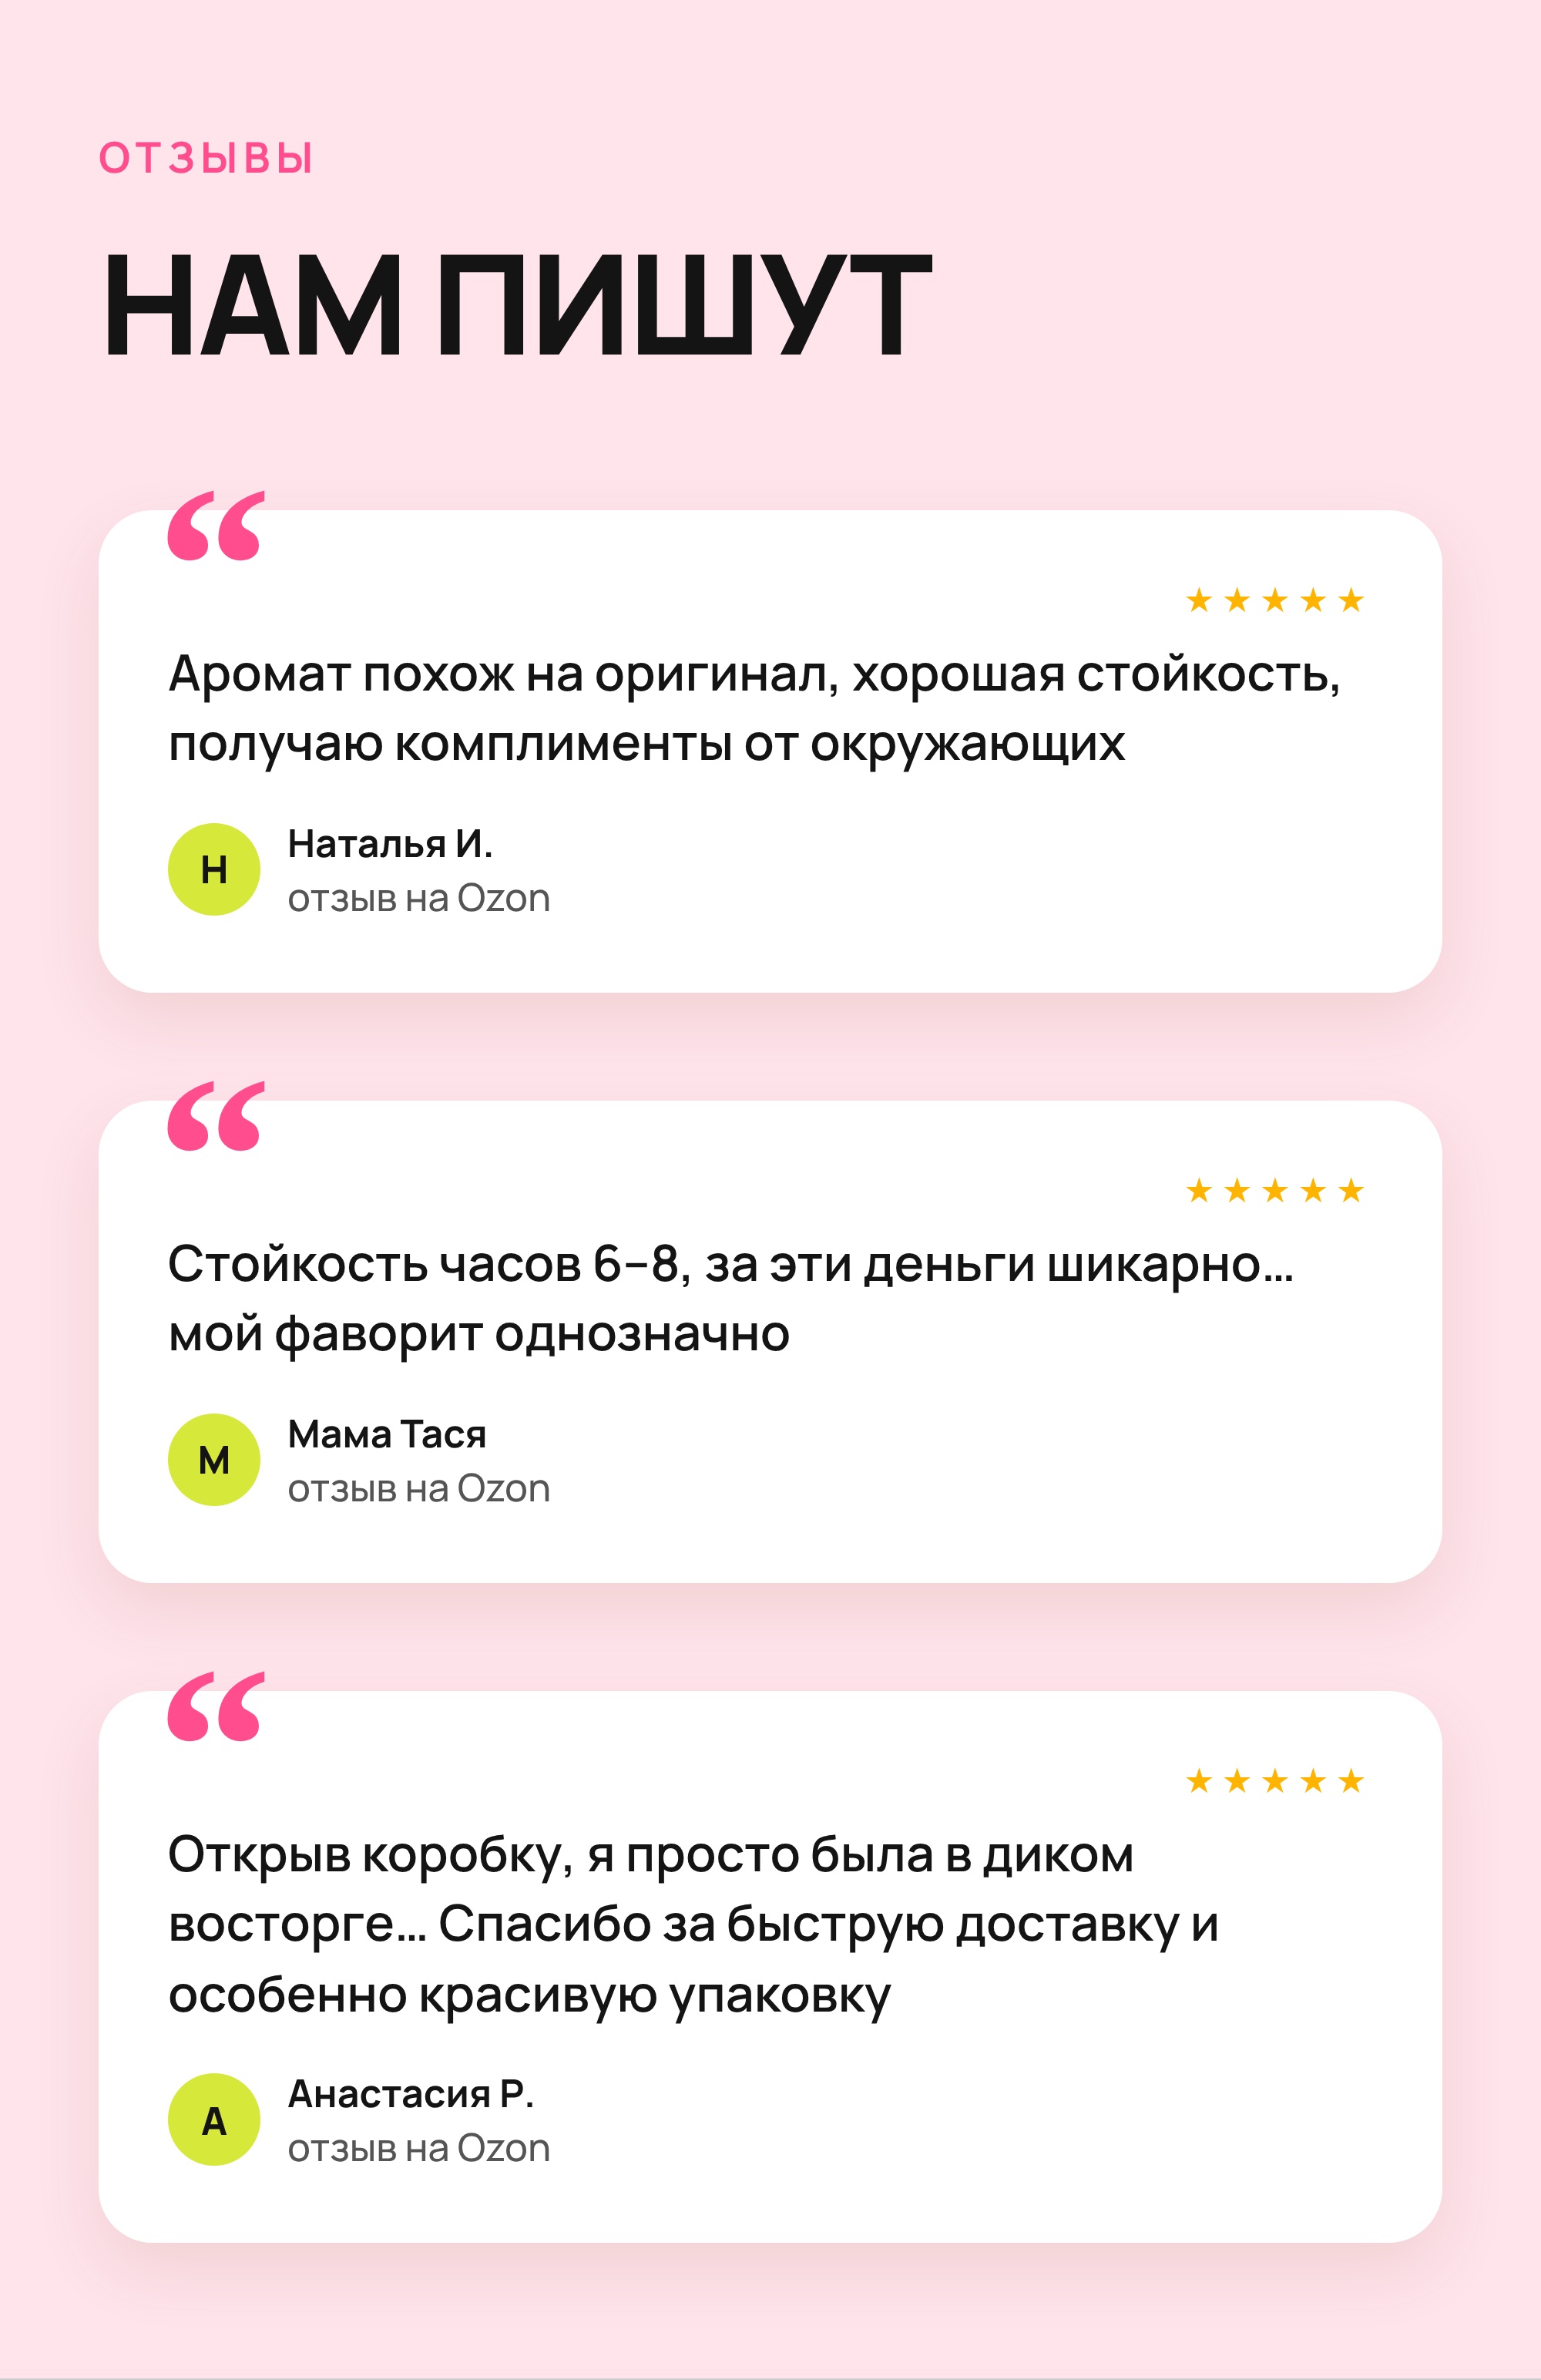 ОТЗЫВЫ
НАМ ПИШУТ
“
★★★★★
Аромат похож на оригинал, хорошая стойкость,
получаю комплименты от окружающих
Н
Наталья И.
отзыв на Ozon
“
★★★★★
Стойкость часов 6–8, за эти деньги шикарно…
мой фаворит однозначно
М
Мама Тася
отзыв на Ozon
“
★★★★★
Открыв коробку, я просто была в диком
восторге… Спасибо за быструю доставку и
особенно красивую упаковку
А
Анастасия Р.
отзыв на Ozon